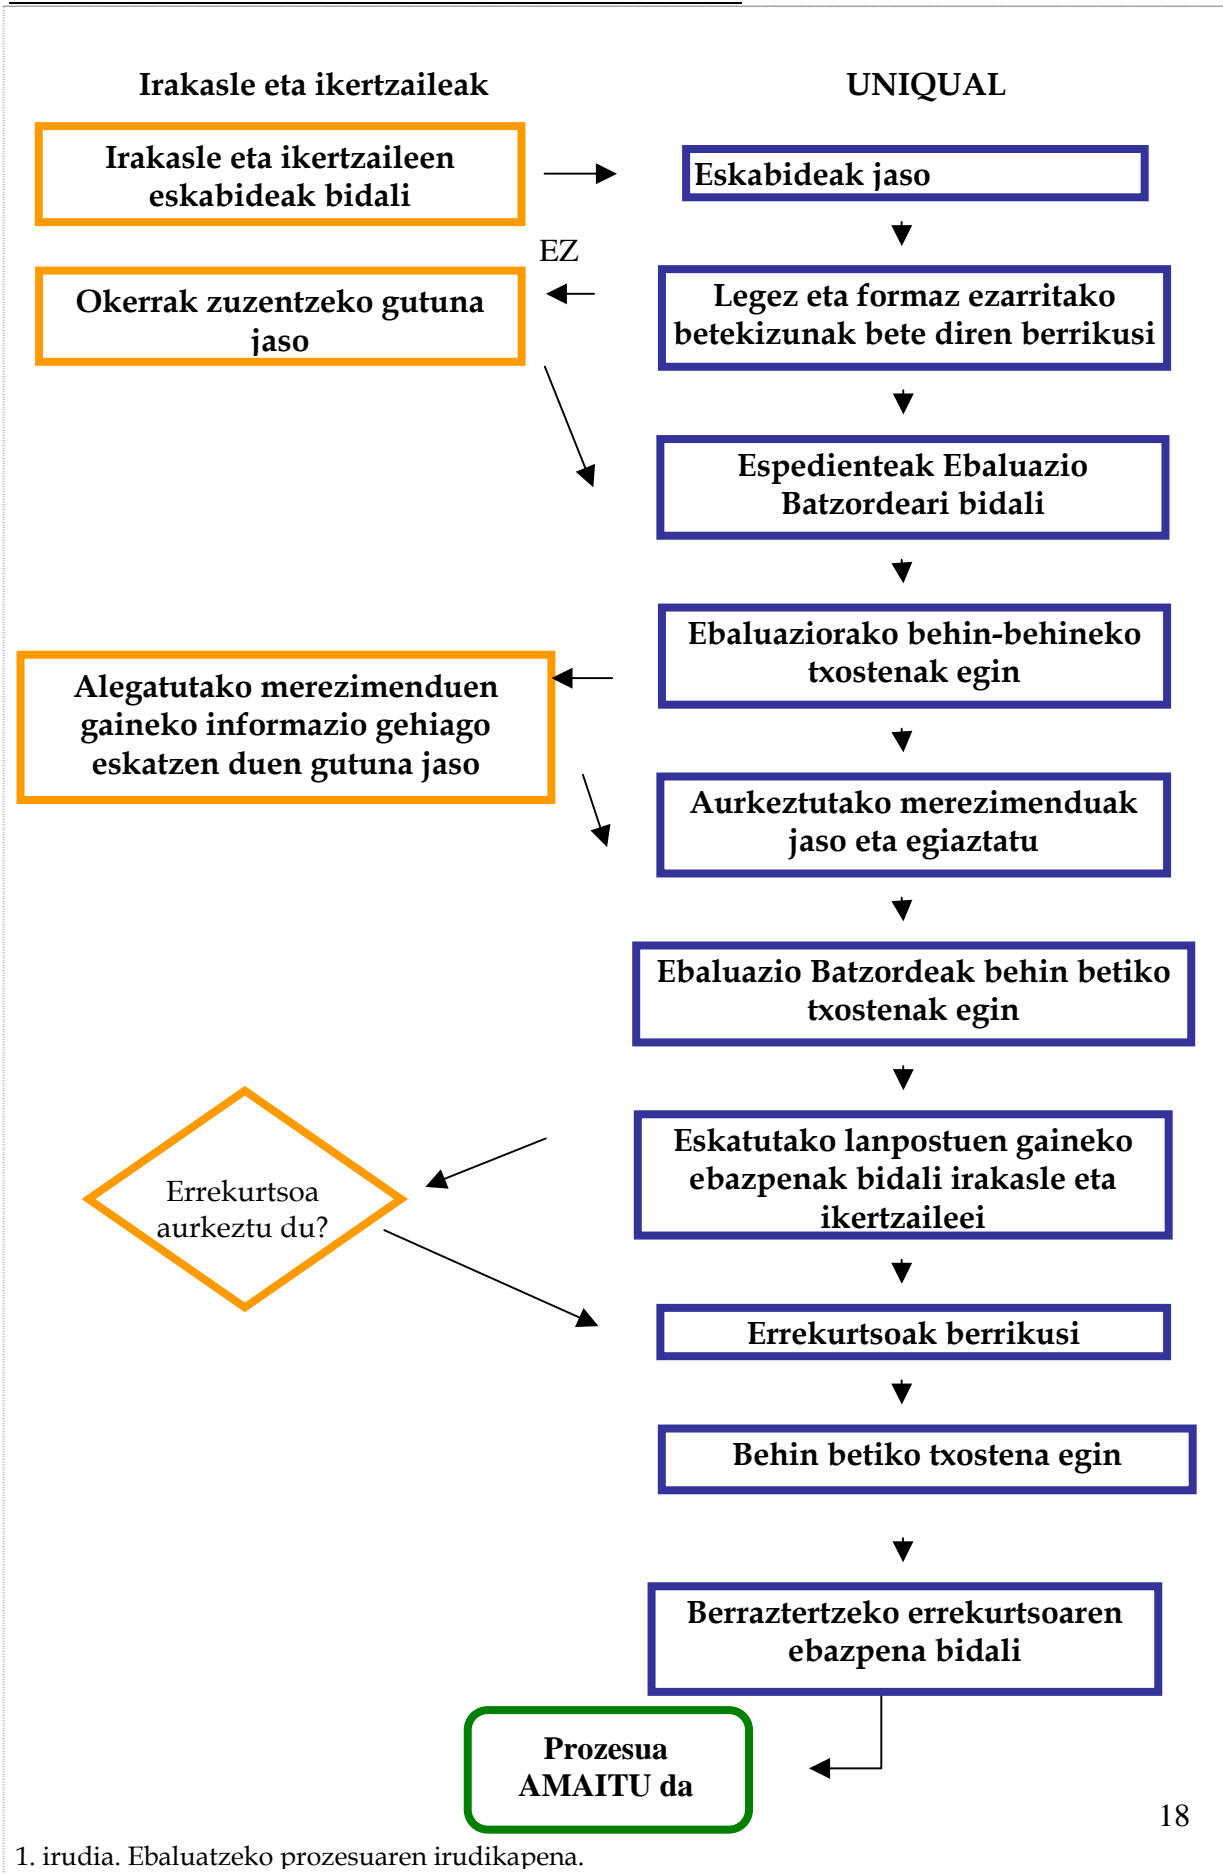 Irakasle eta ikertzaileak
UNIQUAL
Irakasle eta ikertzaileen
eskabideak bidali
Eskabideak jaso
EZ
Okerrak zuzentzeko gutuna
jaso
Legez eta formaz ezarritako
betekizunak bete diren berrikusi
Espedienteak Ebaluazio
Batzordeari bidali
Ebaluaziorako behin-behineko
txostenak egin
Alegatutako merezimenduen
gaineko informazio gehiago
eskatzen duen gutuna jaso
Aurkeztutako merezimenduak
jaso eta egiaztatu
Ebaluazio Batzordeak behin betiko
txostenak egin
Eskatutako lanpostuen gaineko
ebazpenak bidali irakasle eta
ikertzaileei
Errekurtsoa
aurkeztu du?
Errekurtsoak berrikusi
Behin betiko txostena egin
Berraztertzeko errekurtsoaren
ebazpena bidali
Prozesua
AMAITU da
18
1. irudia. Ebaluatzeko prozesuaren irudikapena.